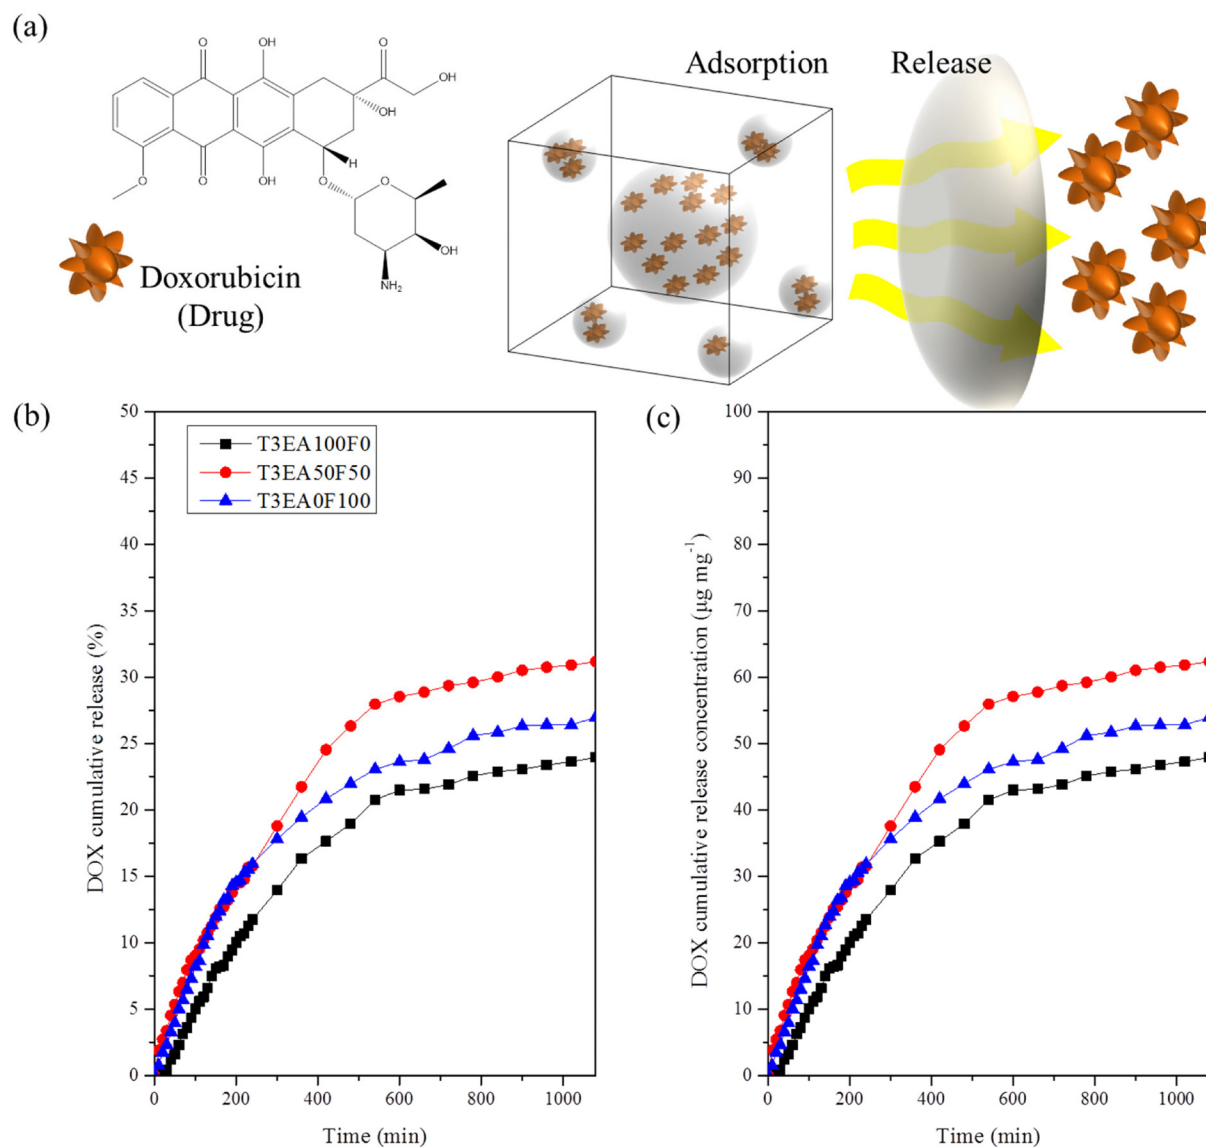 (a)
O
OH
O
OH
OH
O
O
OH
H
O
O
OH
NH₂
Doxorubicin
(Drug)
Adsorption
Release
(b)
DOX cumulative release (%)
50
45
40
35
30
25
20
15
10
5
0
T3EA100F0
T3EA50F50
T3EA0F100
0
200
400
600
800
1000
Time (min)
(c)
DOX cumulative release concentration (µg mg⁻¹)
100
90
80
70
60
50
40
30
20
10
0
0
200
400
600
800
1000
Time (min)